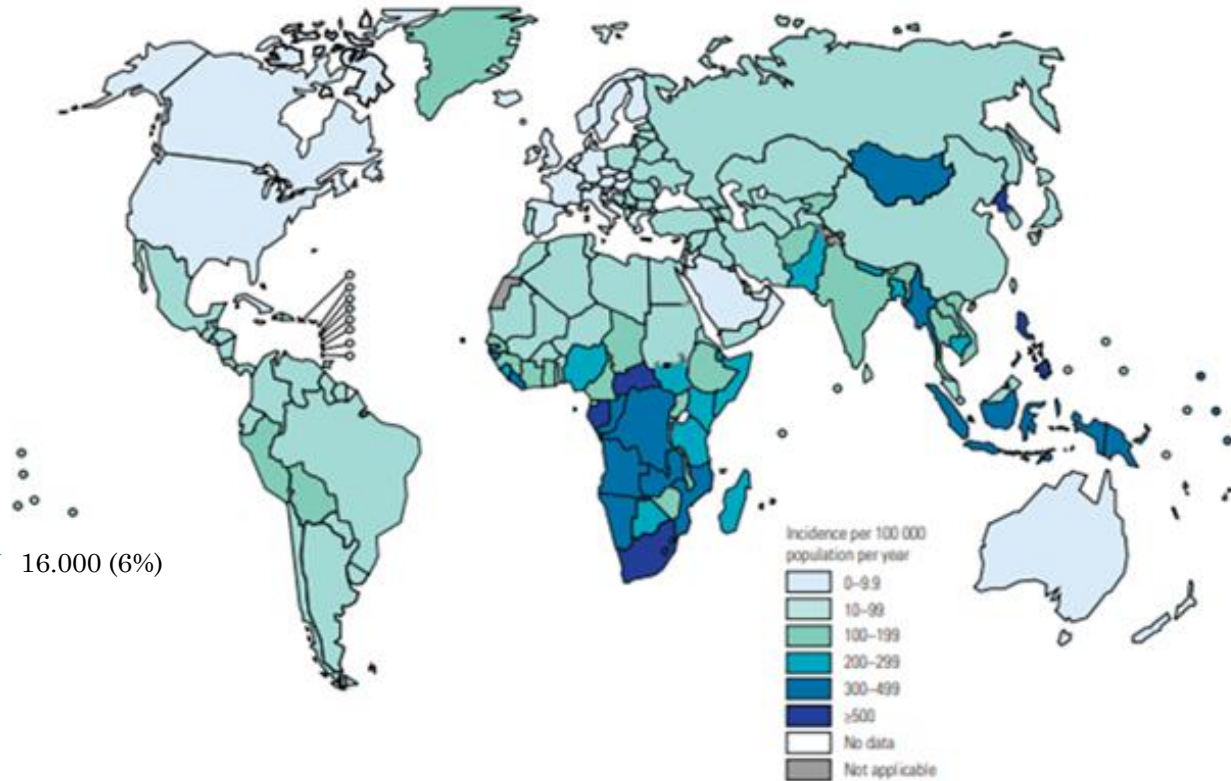 16.000 (6%)
Incidence per 100 000
population per year
0–9.9
10–99
100–199
200–299
300–499
≥500
No data
Not applicable